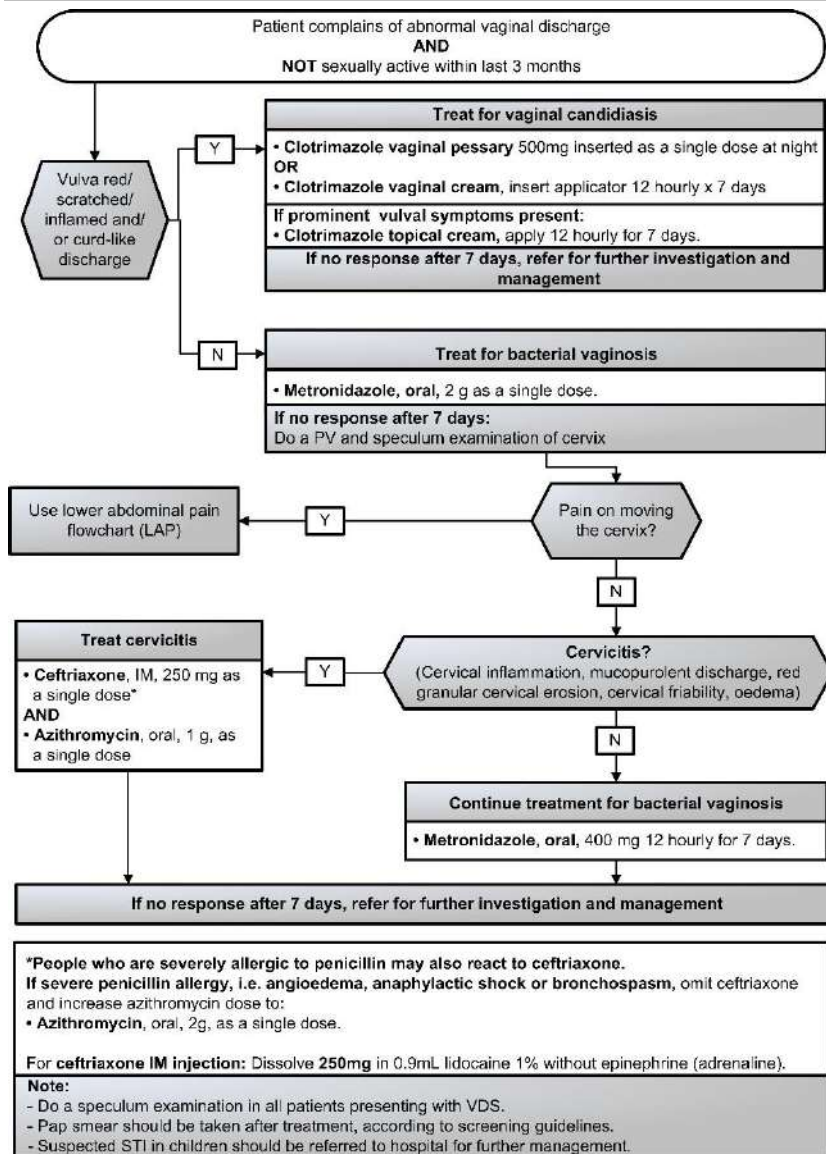 Patient complains of abnormal vaginal discharge
AND
NOT sexually active within last 3 months
Vulva red/
scratched/
inflamed and/
or curd-like
discharge
Y
Treat for vaginal candidiasis
• Clotrimazole vaginal pessary 500mg inserted as a single dose at night
OR
• Clotrimazole vaginal cream, insert applicator 12 hourly x 7 days
If prominent vulval symptoms present:
• Clotrimazole topical cream, apply 12 hourly for 7 days.
If no response after 7 days, refer for further investigation and
management
N
Treat for bacterial vaginosis
• Metronidazole, oral, 2 g as a single dose.
If no response after 7 days:
Do a PV and speculum examination of cervix
Pain on moving
the cervix?
Y
Use lower abdominal pain
flowchart (LAP)
N
Cervicitis?
(Cervical inflammation, mucopurolent discharge, red
granular cervical erosion, cervical friability, oedema)
Y
Treat cervicitis
• Ceftriaxone, IM, 250 mg as
a single dose*
AND
• Azithromycin, oral, 1 g, as
a single dose
N
Continue treatment for bacterial vaginosis
• Metronidazole, oral, 400 mg 12 hourly for 7 days.
If no response after 7 days, refer for further investigation and management
*People who are severely allergic to penicillin may also react to ceftriaxone.
If severe penicillin allergy, i.e. angioedema, anaphylactic shock or bronchospasm, omit ceftriaxone
and increase azithromycin dose to:
• Azithromycin, oral, 2g, as a single dose.
For ceftriaxone IM injection: Dissolve 250mg in 0.9mL lidocaine 1% without epinephrine (adrenaline).
Note:
- Do a speculum examination in all patients presenting with VDS.
- Pap smear should be taken after treatment, according to screening guidelines.
- Suspected STI in children should be referred to hospital for further management.